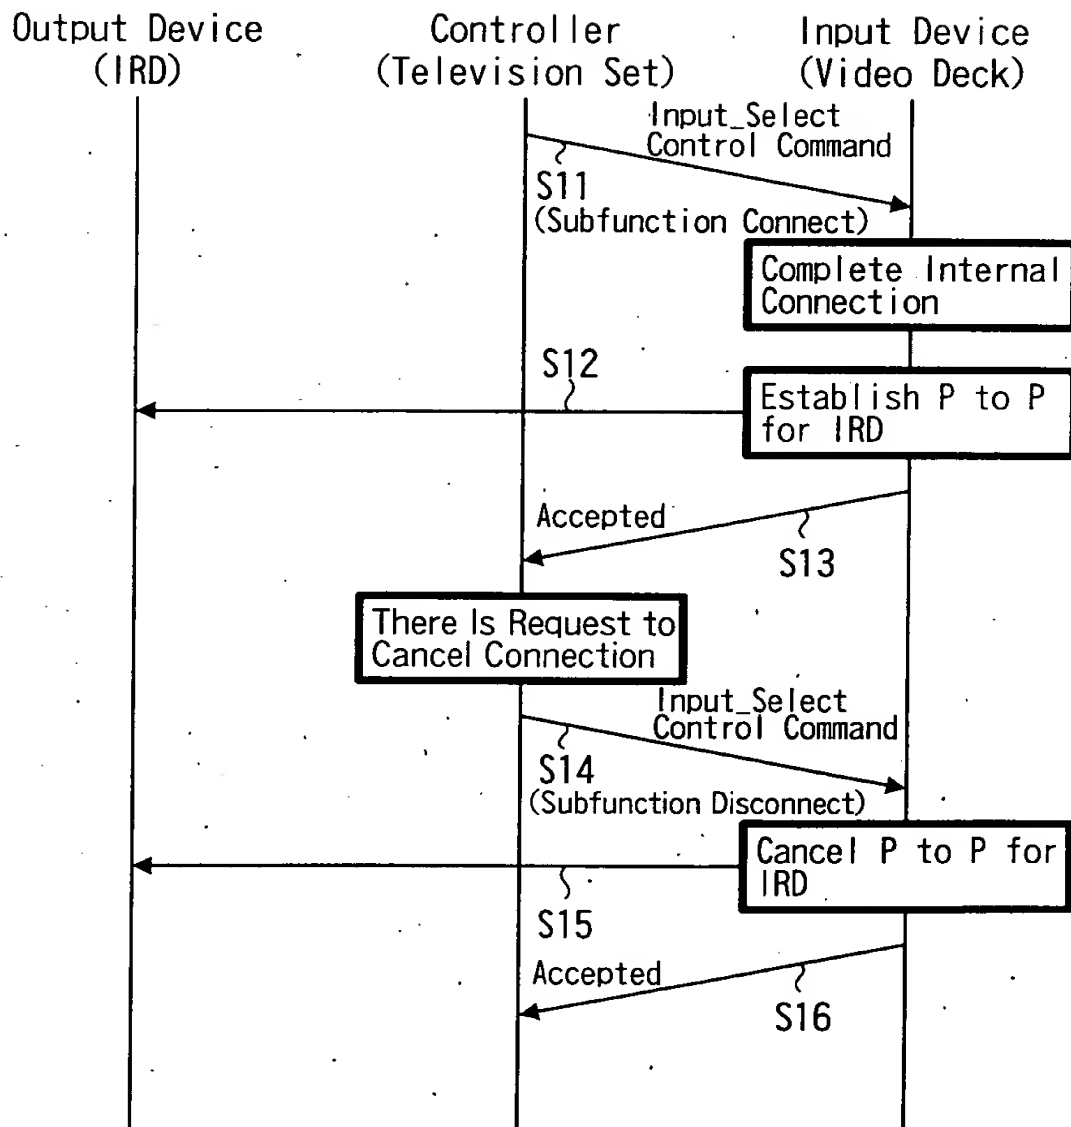 Output Device
(IRD)
Controller
(Television Set)
Input Device
(Video Deck)
Input_Select
Control Command
S11
(Subfunction Connect)
Complete Internal
Connection
S12
Establish P to P
for IRD
Accepted
S13
There Is Request to
Cancel Connection
Input_Select
Control Command
S14
(Subfunction Disconnect)
Cancel P to P for
IRD
S15
Accepted
S16